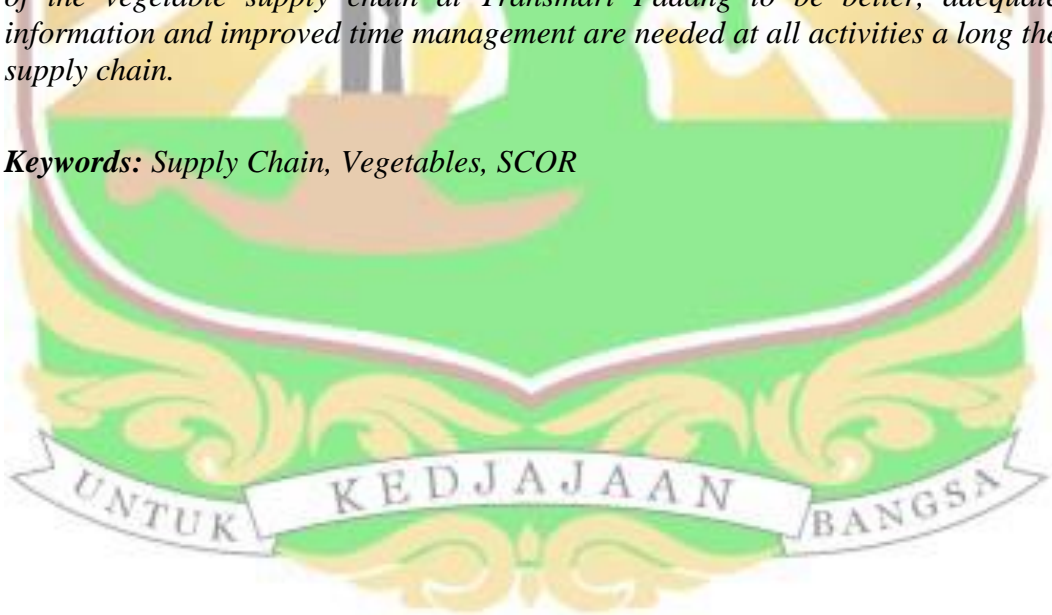 of the vegetable supply chain at Transmart Padang to be better, adequate
information and improved time management are needed at all activities a long the
supply chain.
Keywords: Supply Chain, Vegetables, SCOR
UNTUK KEDJAJAAN BANGSA